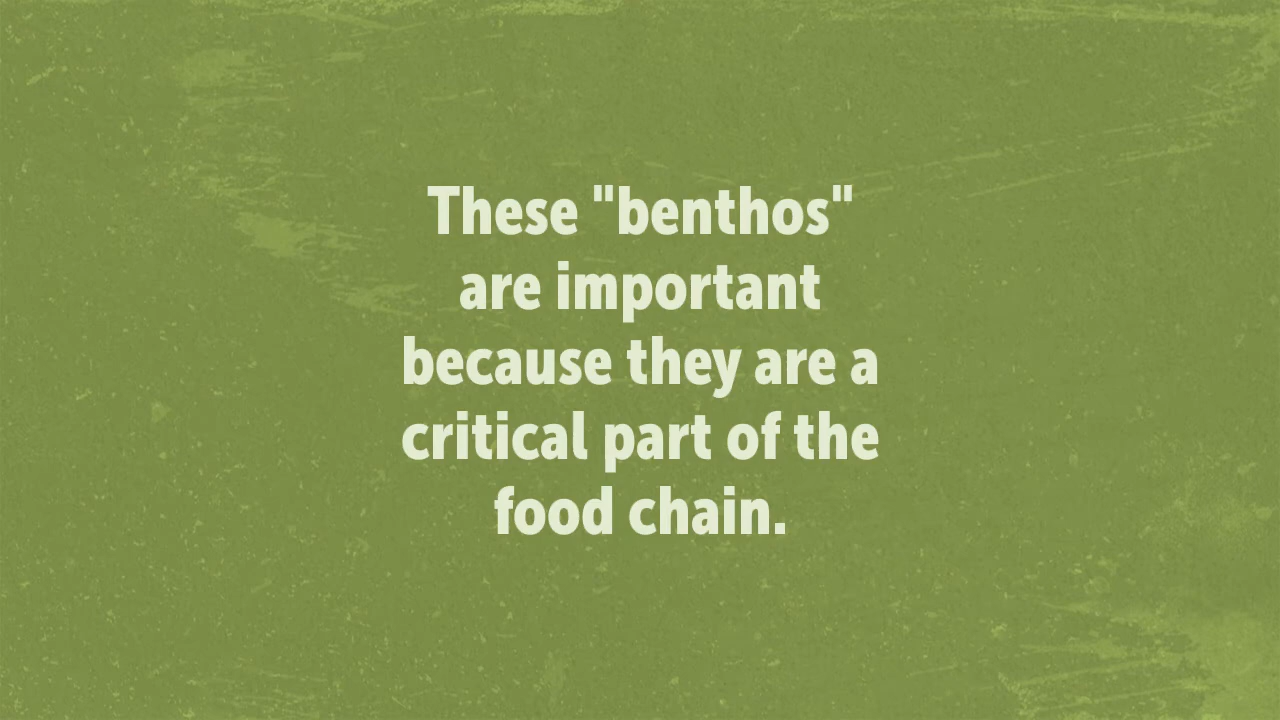 These "benthos"
are important
because they are a
critical part of the
food chain.